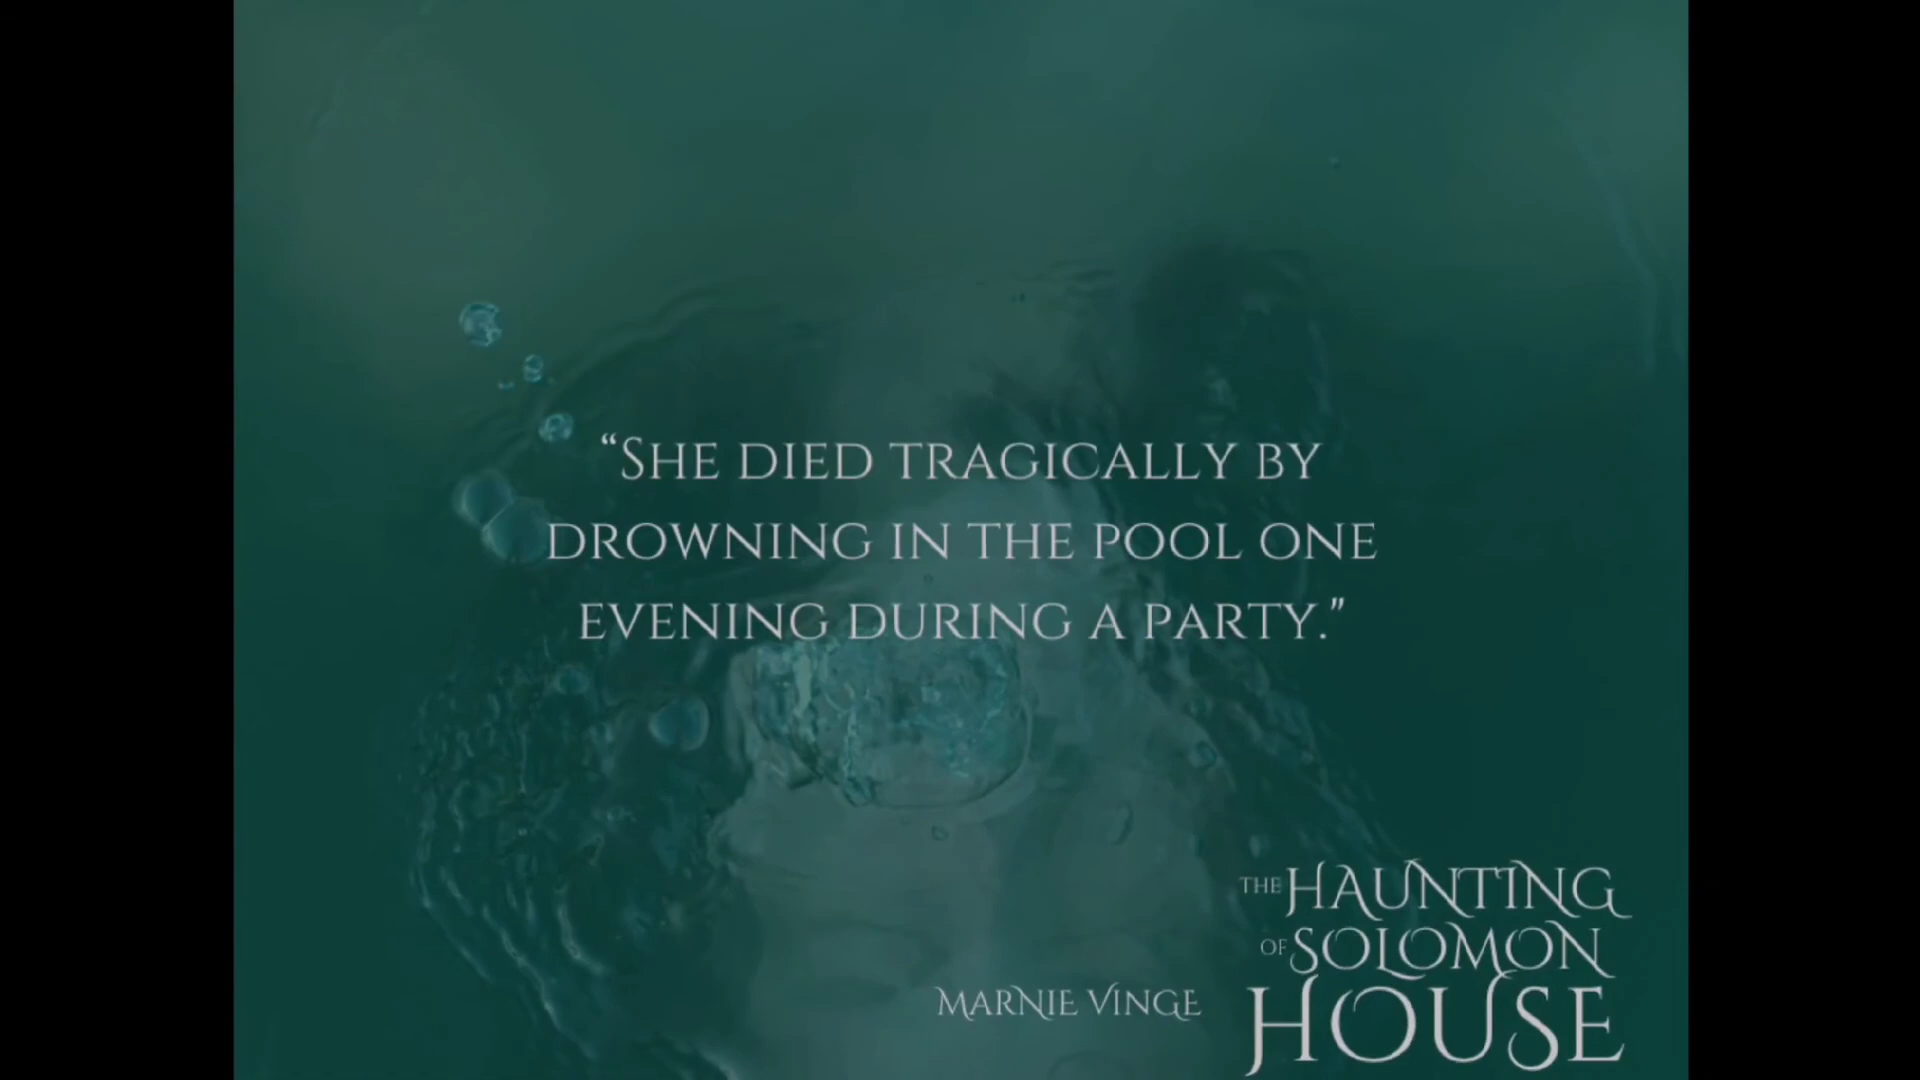 “She died tragically by
drowning in the pool one
evening during a party.”
The Haunting
of Solomon
House
Marnie Vinge